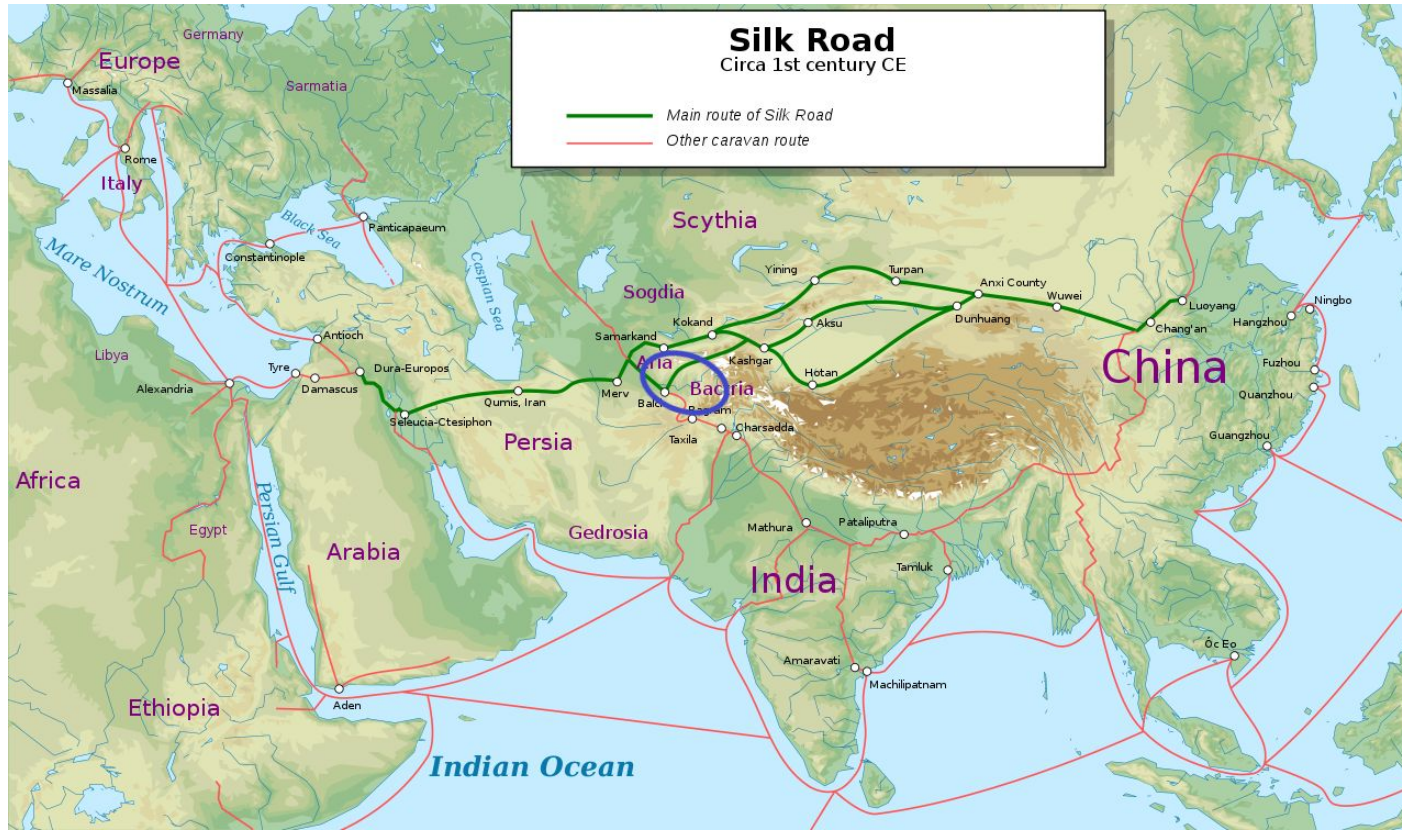 Silk Road
Circa 1st century CE
Main route of Silk Road
Other caravan route
Germany
Europe
Sarmatia
Massalia
Rome
Italy
Black Sea
Panticapaeum
Scythia
Mare Nostrum
Constantinople
Caspian Sea
Yining
Turpan
Anxi County
Sogdia
Wuwei
Luoyang
Ningbo
Dunhuang
Hangzhou
Kokand
Aksu
Chang'an
Samarkand
Antioch
Libya
Aria
Kashgar
Fuzhou
Tyre
Dura-Europos
Hotan
China
Alexandria
Damascus
Merv
Bactria
Quanzhou
Qumis, Iran
Bagram
Seleucia-Ctesiphon
Charsadda
Persia
Taxila
Guangzhou
Africa
Persian Gulf
Egypt
Gedrosia
Mathura
Pataliputra
Arabia
India
Tamluk
Óc Eo
Amaravati
Machilipatnam
Ethiopia
Aden
Indian Ocean